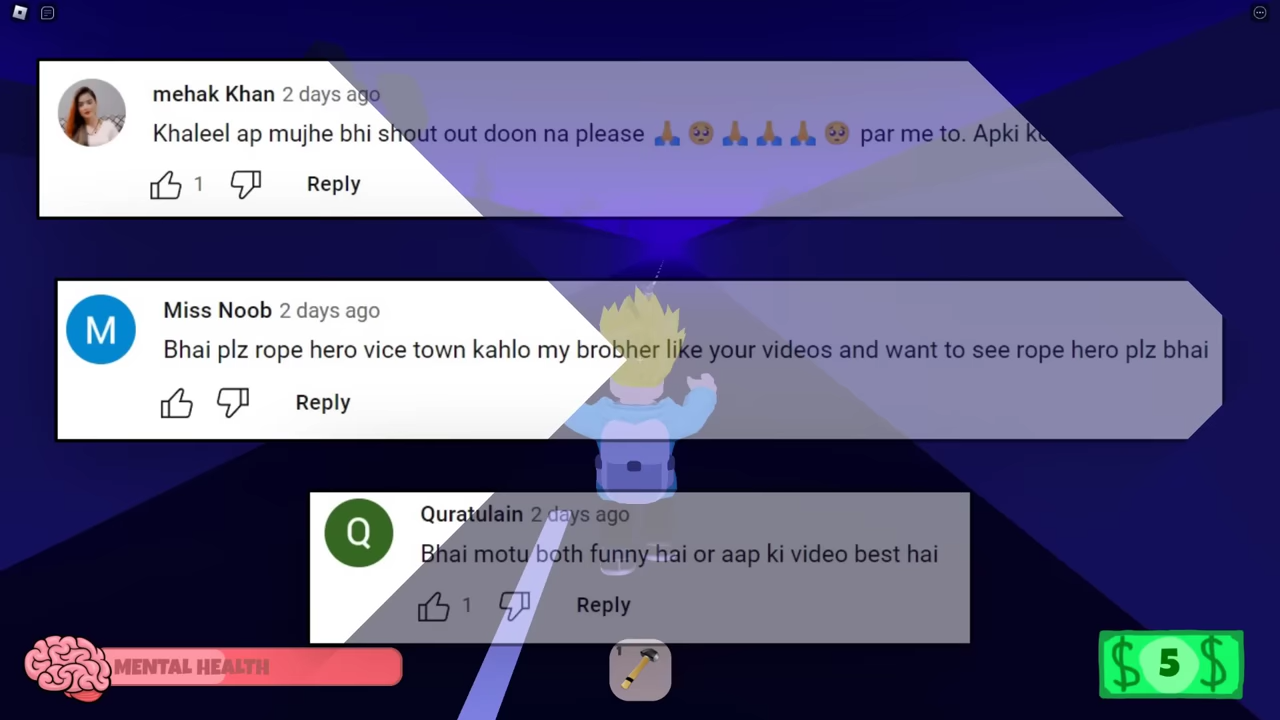 mehak Khan 2 days ago
Khaleel ap mujhe bhi shout out doon na please 🙏🥺🙏🙏🙏🥺 par me to. Apki
1 Reply
Miss Noob 2 days ago
M
Bhai plz rope hero vice town kahlo my brobher like your videos and want to see rope hero plz bhai
Reply
Quratulain 2 days ago
Q
Bhai motu both funny hai or aap ki video best hai
1 Reply
MENTAL HEALTH
1
$ 5 $